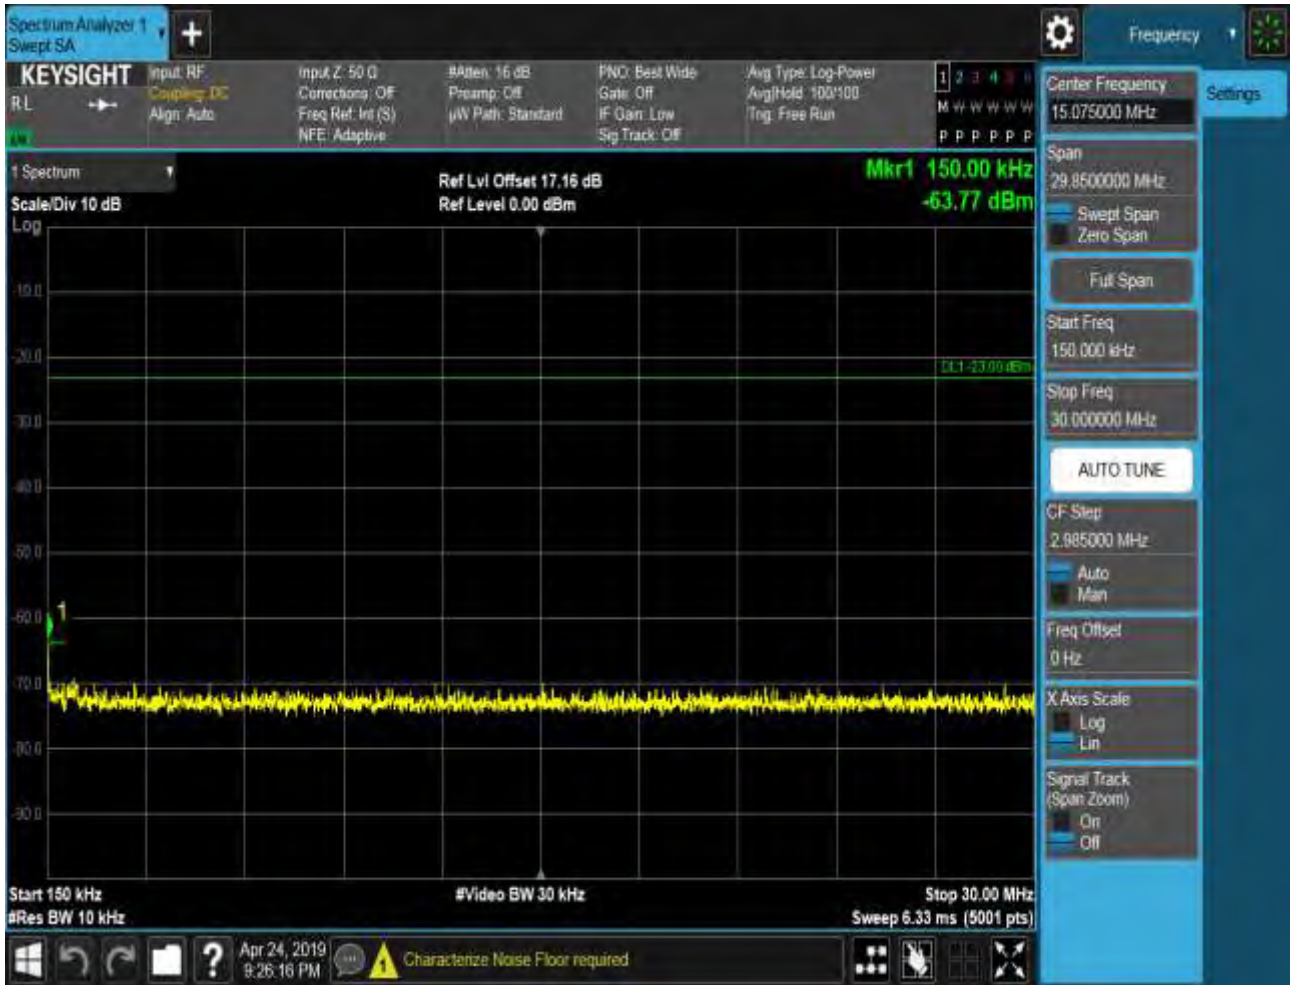 Spectrum Analyzer 1
Swept SA
Frequency
KEYSIGHT
RL
Input: RF
Coupling: DC
Align: Auto
Input Z: 50 Ω
Corrections: Off
Freq Ref: Int (S)
NFE: Adaptive
#Atten: 16 dB
Preamp: Off
µW Path: Standard
PNO: Best Wide
Gate: Off
IF Gain: Low
Sig Track: Off
Avg Type: Log-Power
Avg|Hold: 100/100
Trig: Free Run
1 2 3 4 5 6
M W W W W W
P P P P P P
1 Spectrum
Scale/Div 10 dB
Log
Ref Lvl Offset 17.16 dB
Ref Level 0.00 dBm
Mkr1 150.00 kHz
-63.77 dBm
-10.0
-20.0
DL1 -23.00 dBm
-30.0
-40.0
-50.0
-60.0
1
-70.0
-80.0
-90.0
Start 150 kHz
#Res BW 10 kHz
#Video BW 30 kHz
Stop 30.00 MHz
Sweep 6.33 ms (5001 pts)
Settings
Center Frequency
15.075000 MHz
Span
29.8500000 MHz
Swept Span
Zero Span
Full Span
Start Freq
150.000 kHz
Stop Freq
30.000000 MHz
AUTO TUNE
CF Step
2.985000 MHz
Auto
Man
Freq Offset
0 Hz
X Axis Scale
Log
Lin
Signal Track
(Span Zoom)
On
Off
?
Apr 24, 2019
9:26:16 PM
1
Characterize Noise Floor required